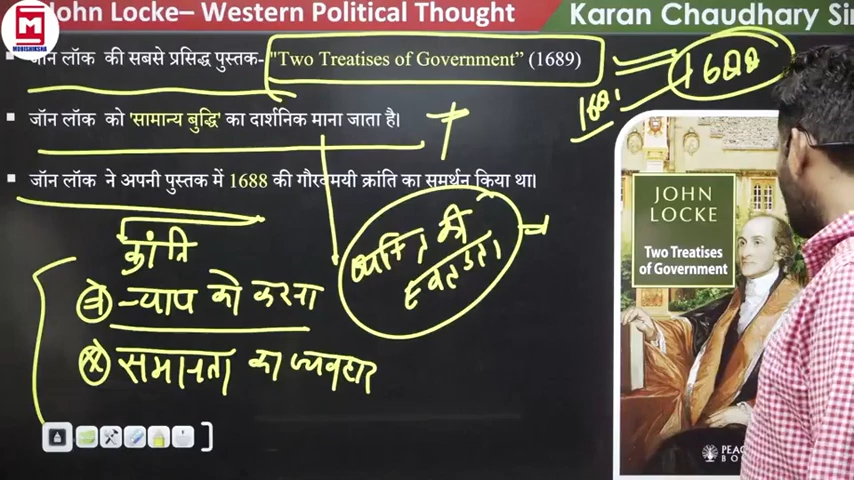 John Locke– Western Political Thought
Karan Chaudhary Sir
M
MOBISHIKSHA
जॉन लॉक की सबसे प्रसिद्ध पुस्तक- "Two Treatises of Government” (1689)
1688
जॉन लॉक को 'सामान्य बुद्धि' का दार्शनिक माना जाता है।
जॉन लॉक ने अपनी पुस्तक में 1688 की गौरवमयी क्रांति का समर्थन किया था।
क्रांति
व्यक्ति की
स्वतंत्रता
को करना
समानता का व्यवहार
JOHN
LOCKE
Two Treatises
of Government